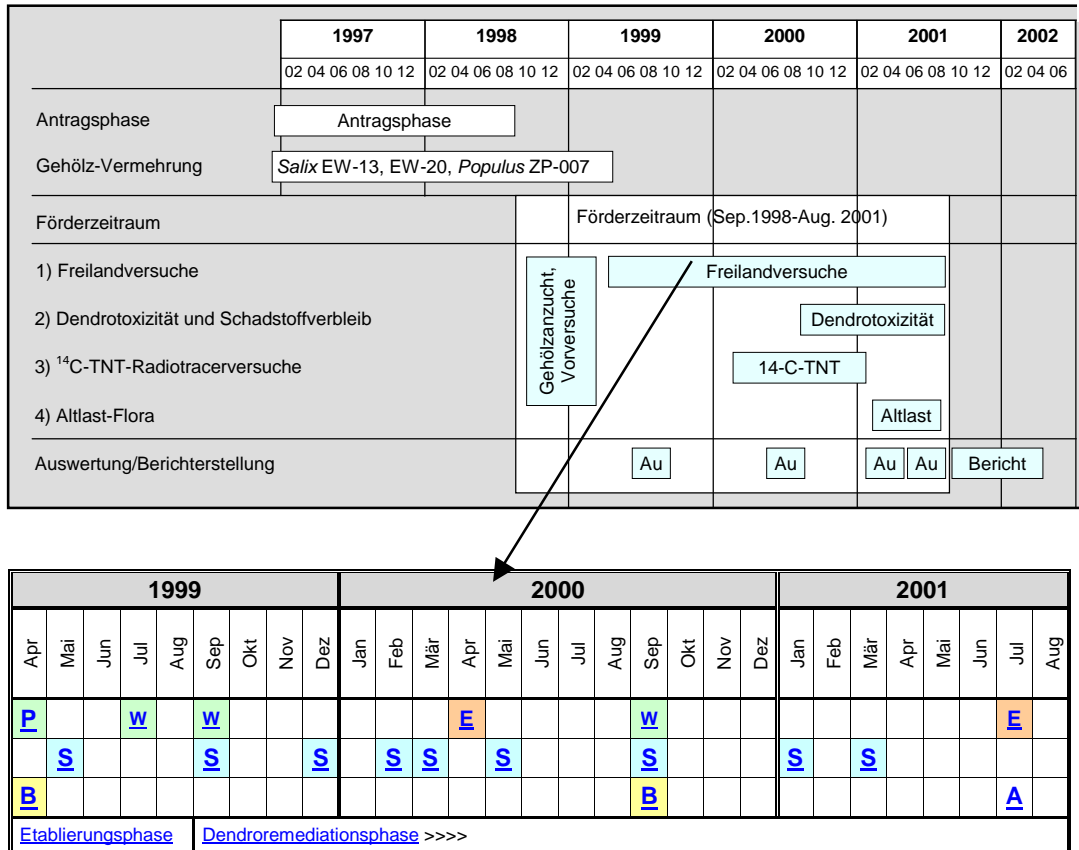 1997 1998 1999 2000 2001 2002
02 04 06 08 10 12 02 04 06 08 10 12 02 04 06 08 10 12 02 04 06 08 10 12 02 04 06 08 10 12 02 04 06
Antragsphase Antragsphase
Gehölz-Vermehrung Salix EW-13, EW-20, Populus ZP-007
Förderzeitraum Förderzeitraum (Sep.1998-Aug. 2001)
Gehölzanzucht,
Vorversuche
1) Freilandversuche Freilandversuche
2) Dendrotoxizität und Schadstoffverbleib Dendrotoxizität
3) ¹⁴C-TNT-Radiotracerversuche 14-C-TNT
4) Altlast-Flora Altlast
Auswertung/Berichterstellung Au Au Au Au Bericht
1999 2000 2001
Apr Mai Jun Jul Aug Sep Okt Nov Dez Jan Feb Mär Apr Mai Jun Jul Aug Sep Okt Nov Dez Jan Feb Mär Apr Mai Jun Jul Aug
P W W E W E
S S S S S S S S S
B B A
Etablierungsphase Dendroremediationsphase >>>>